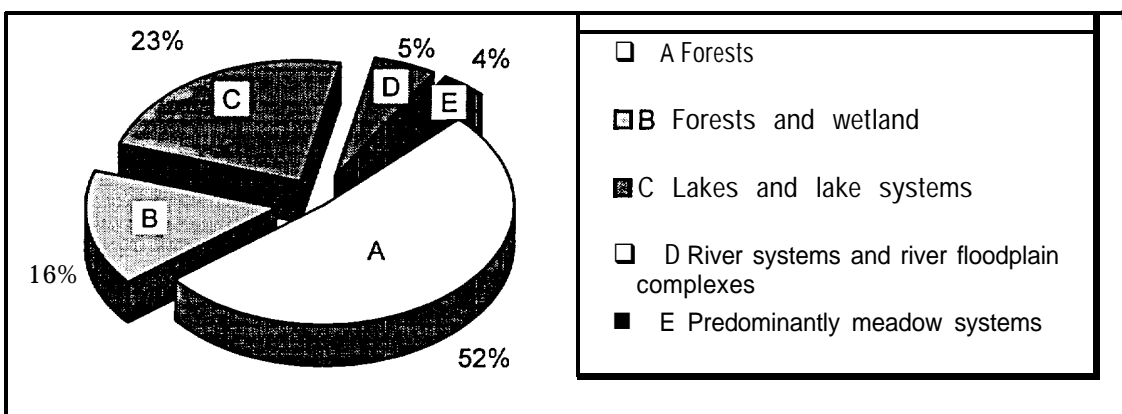 23%
5%
4%
C
D
E
B
A
16%
52%
A Forests
B Forests and wetland
C Lakes and lake systems
D River systems and river floodplain
complexes
E Predominantly meadow systems